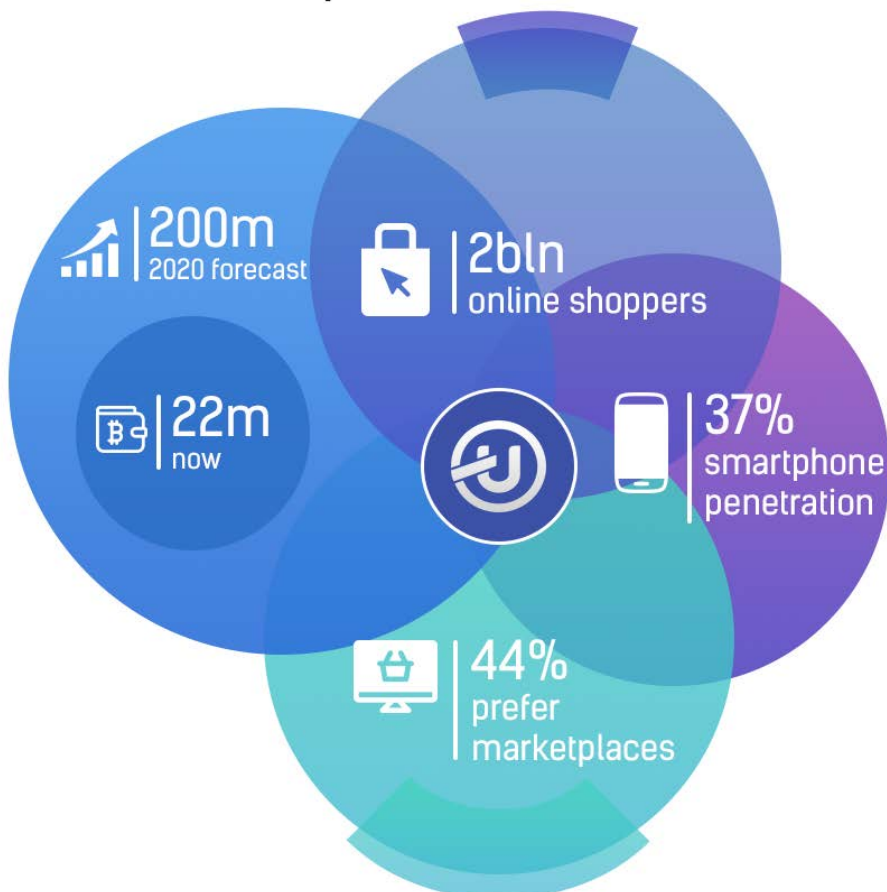 200m
2020 forecast
2bln
online shoppers
22m
now
37%
smartphone
penetration
44%
prefer
marketplaces